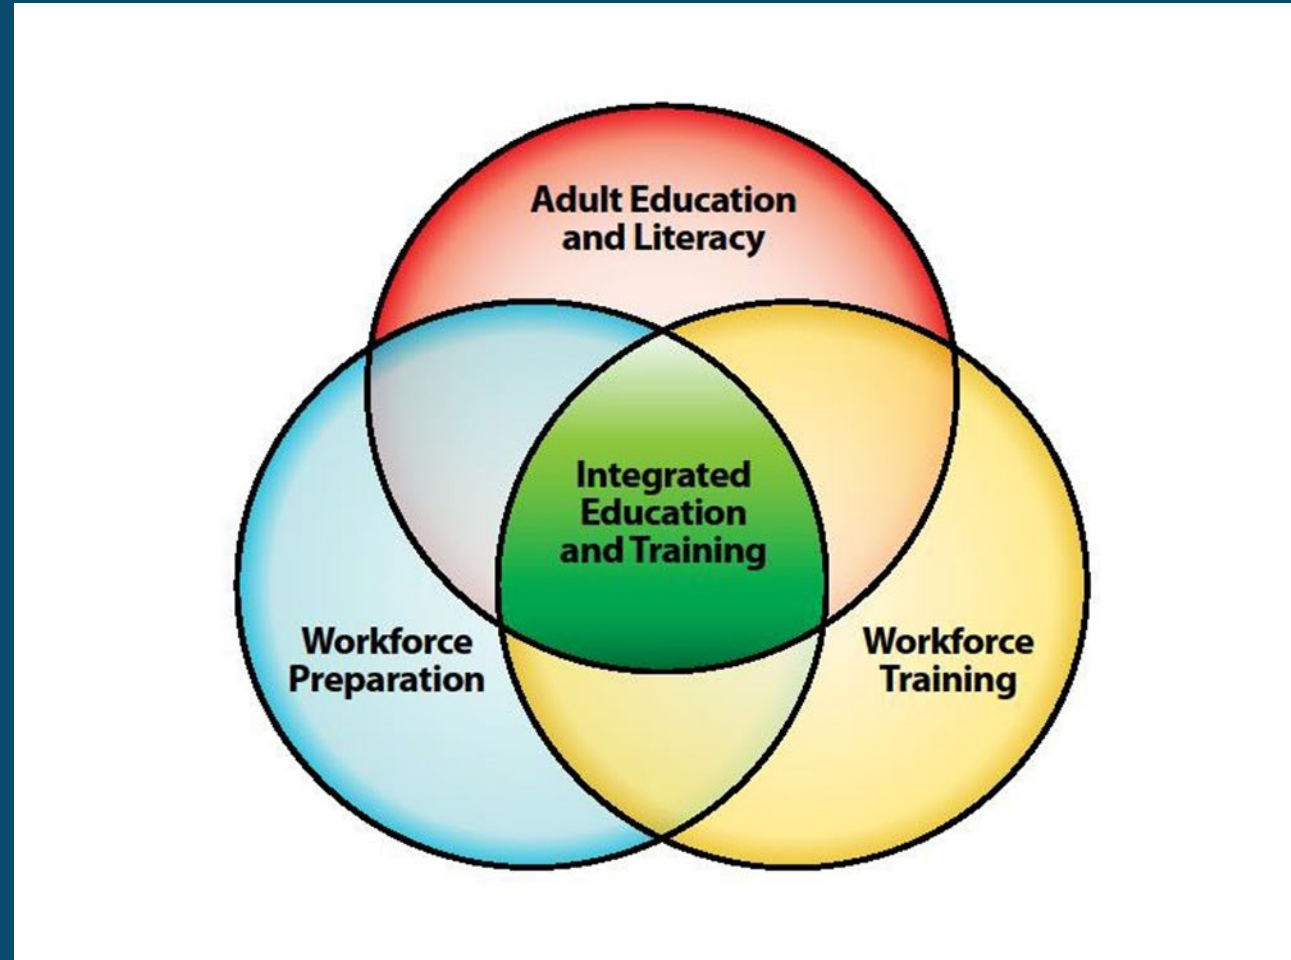 Adult Education
and Literacy
Integrated
Education
and Training
Workforce
Preparation
Workforce
Training